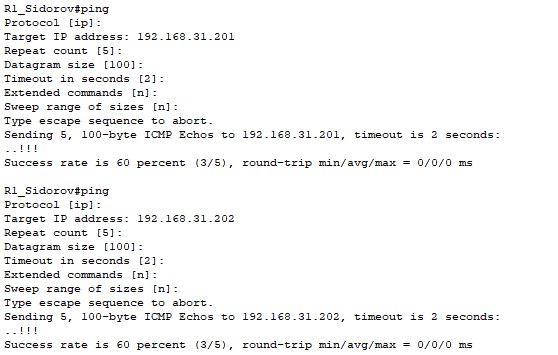 R1_Sidorov#ping
Protocol [ip]:
Target IP address: 192.168.31.201
Repeat count [5]:
Datagram size [100]:
Timeout in seconds [2]:
Extended commands [n]:
Sweep range of sizes [n]:
Type escape sequence to abort.
Sending 5, 100-byte ICMP Echos to 192.168.31.201, timeout is 2 seconds:
..!!!
Success rate is 60 percent (3/5), round-trip min/avg/max = 0/0/0 ms

R1_Sidorov#ping
Protocol [ip]:
Target IP address: 192.168.31.202
Repeat count [5]:
Datagram size [100]:
Timeout in seconds [2]:
Extended commands [n]:
Sweep range of sizes [n]:
Type escape sequence to abort.
Sending 5, 100-byte ICMP Echos to 192.168.31.202, timeout is 2 seconds:
..!!!
Success rate is 60 percent (3/5), round-trip min/avg/max = 0/0/0 ms